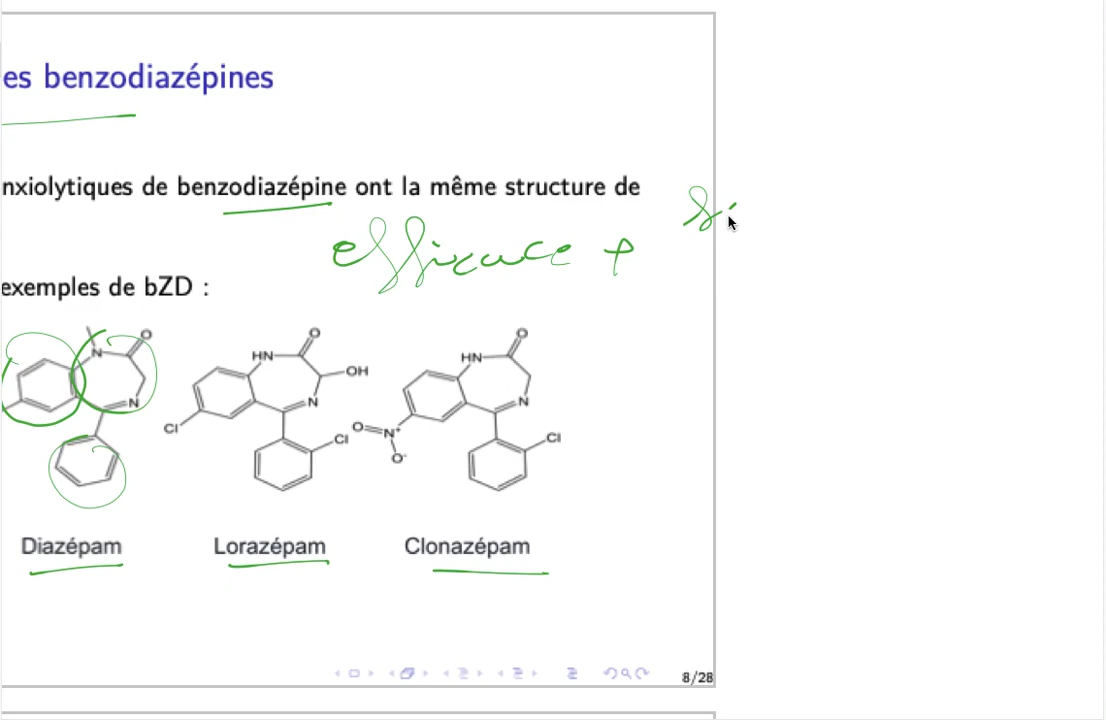 es benzodiazépines
nxiolytiques de benzodiazépine ont la même structure de
efficace +
exemples de bZD :
N O N
HN O OH N Cl Cl
HN O N O N+ O- Cl
Diazépam Lorazépam Clonazépam
8/28